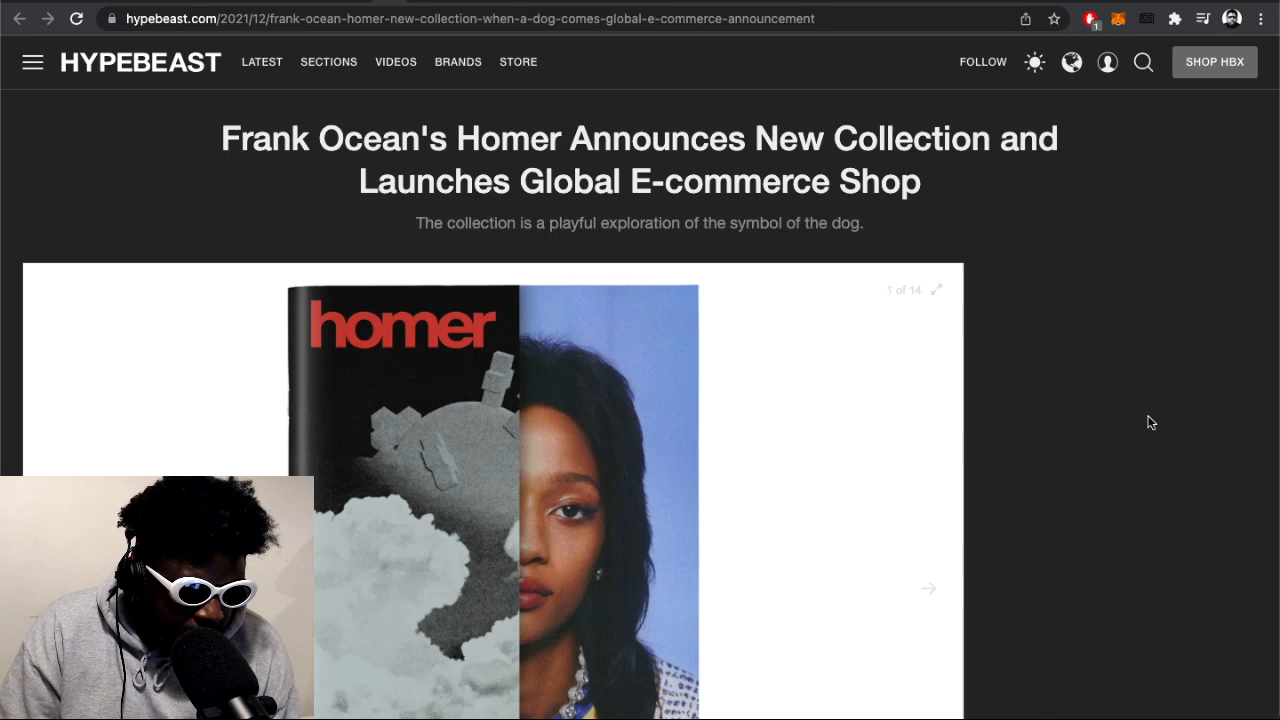 hypebeast.com/2021/12/frank-ocean-homer-new-collection-when-a-dog-comes-global-e-commerce-announcement
1
HYPEBEAST LATEST SECTIONS VIDEOS BRANDS STORE FOLLOW SHOP HBX
Frank Ocean's Homer Announces New Collection and
Launches Global E-commerce Shop
The collection is a playful exploration of the symbol of the dog.
1 of 14
homer